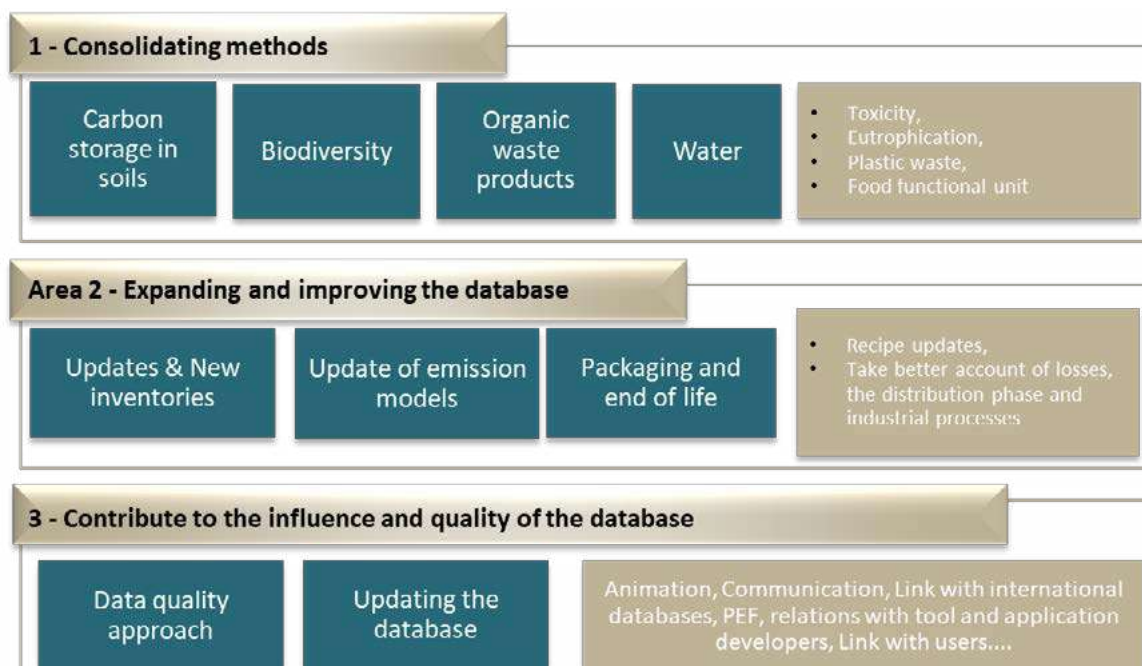 1 - Consolidating methods
Carbon
storage in
soils
Biodiversity
Organic
waste
products
Water
• Toxicity,
• Eutrophication,
• Plastic waste,
• Food functional unit
Area 2 - Expanding and improving the database
Updates & New
inventories
Update of emission
models
Packaging and
end of life
• Recipe updates,
• Take better account of losses,
the distribution phase and
industrial processes
3 - Contribute to the influence and quality of the database
Data quality
approach
Updating the
database
Animation, Communication, Link with international
databases, PEF, relations with tool and application
developers, Link with users....